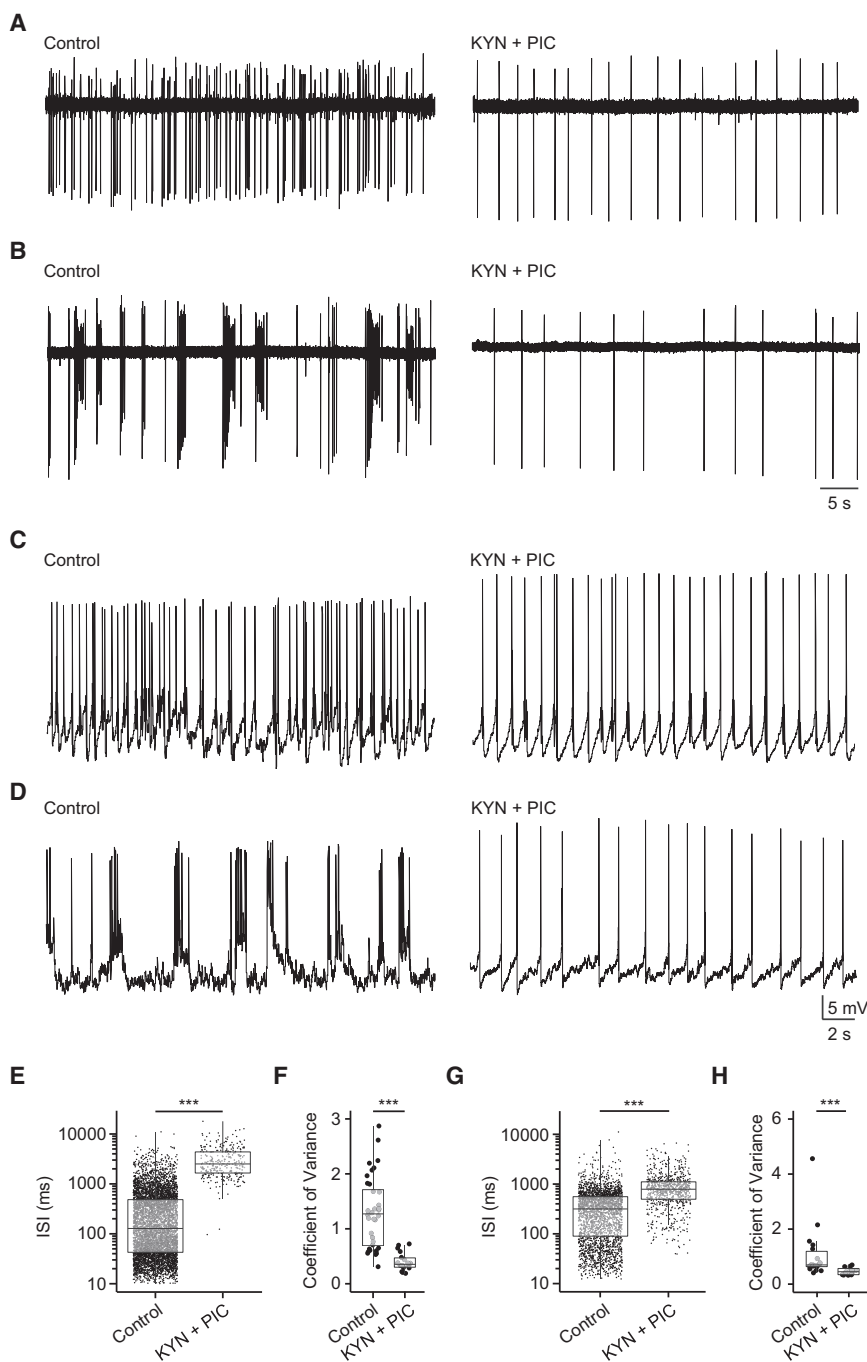 A
Control
KYN + PIC
B
Control
KYN + PIC
5 s
C
Control
KYN + PIC
D
Control
KYN + PIC
5 mV
2 s
E
***
ISI (ms)
10000
1000
100
10
Control
KYN + PIC
F
***
Coefficient of Variance
3
2
1
0
Control
KYN + PIC
G
***
ISI (ms)
10000
1000
100
10
Control
KYN + PIC
H
***
Coefficient of Variance
6
4
2
0
Control
KYN + PIC